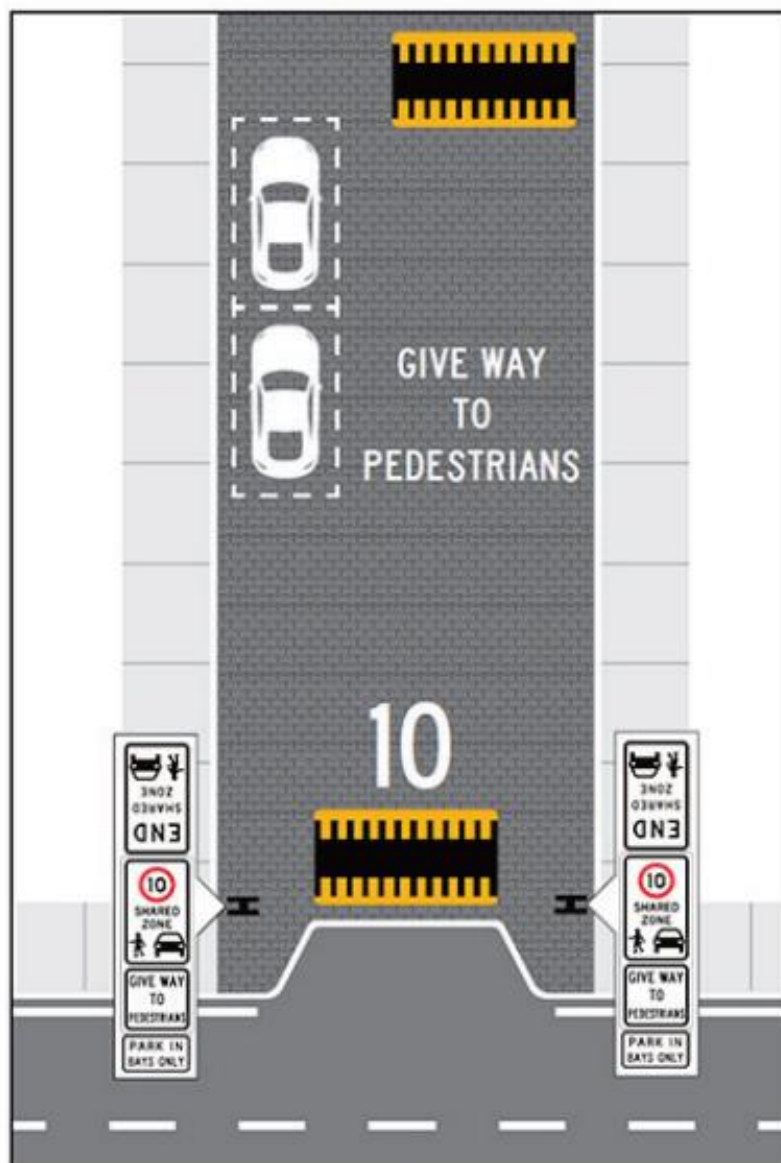 GIVE WAY
TO
PEDESTRIANS
10
END
SHARED
ZONE
10
SHARED
ZONE
GIVE WAY
TO
PEDESTRIANS
PARK IN
BAYS ONLY
END
SHARED
ZONE
10
SHARED
ZONE
GIVE WAY
TO
PEDESTRIANS
PARK IN
BAYS ONLY